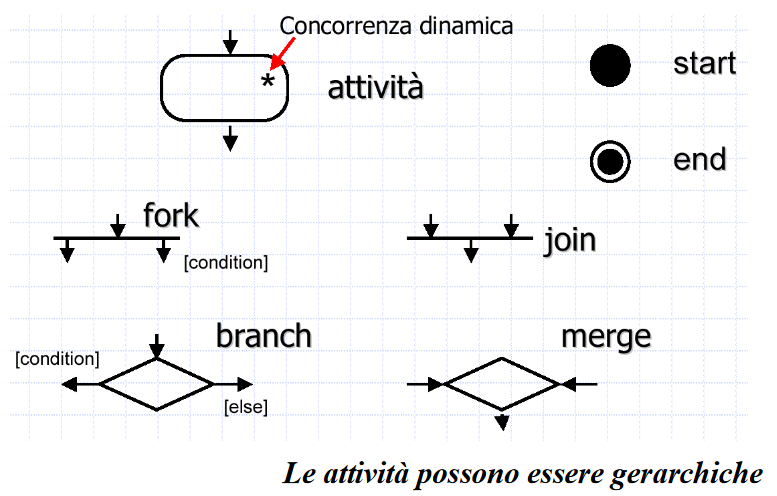 Concorrenza dinamica
*
attività
start
end
fork
[condition]
join
branch
[condition]
[else]
merge
Le attività possono essere gerarchiche